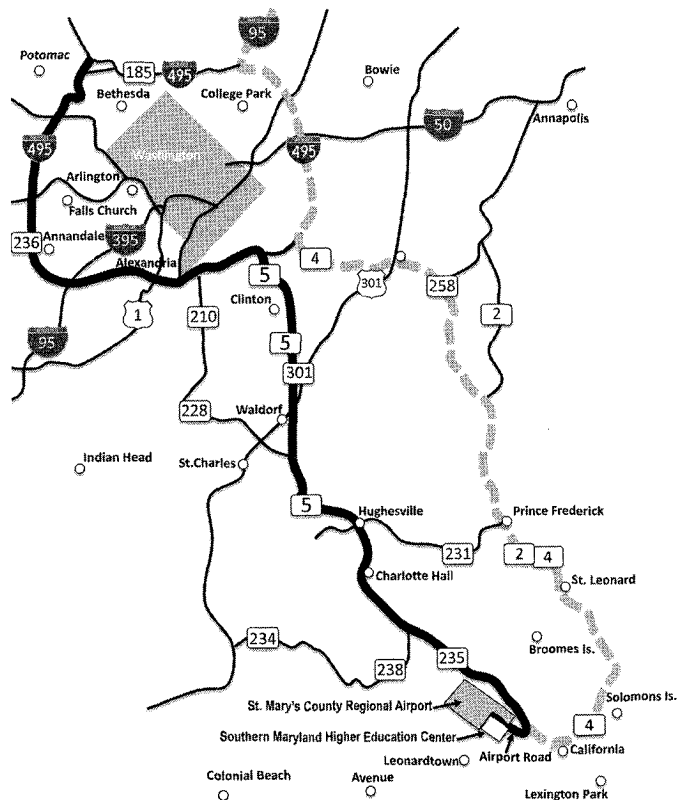 95
Potomac
185
495
Bowie
Bethesda
College Park
50
Annapolis
495
495
Washington
Arlington
Falls Church
236
Annandale
395
4
Alexandria
5
301
258
Clinton
1
210
2
95
5
301
228
Waldorf
Indian Head
St.Charles
5
Hughesville
Prince Frederick
231
2
4
Charlotte Hall
St. Leonard
234
Broomes Is.
235
238
St. Mary's County Regional Airport
Solomons Is.
4
Southern Maryland Higher Education Center
Airport Road
California
Leonardtown
Colonial Beach
Avenue
Lexington Park